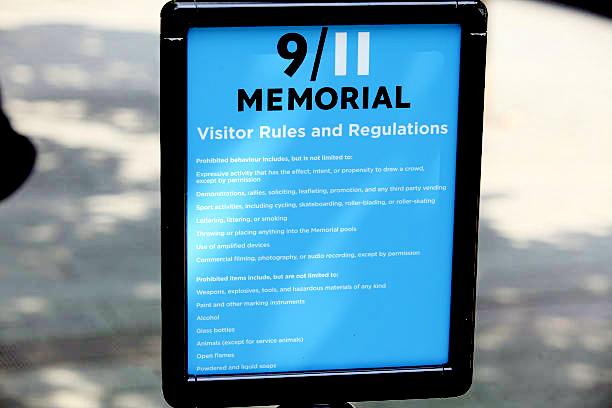 9/11
MEMORIAL
Visitor Rules and Regulations
Prohibited behaviour includes, but is not limited to:
Expressive activity that has the effect, intent, or propensity to draw a crowd,
except by permission
Demonstrations, rallies, soliciting, leafleting, promotion, and any third party vending
Sport activities, including cycling, skateboarding, roller-blading, or roller-skating
Loitering, littering, or smoking
Throwing or placing anything into the Memorial pools
Use of amplified devices
Commercial filming, photography, or audio recording, except by permission
Prohibited items include, but are not limited to:
Weapons, explosives, tools, and hazardous materials of any kind
Paint and other marking instruments
Alcohol
Glass bottles
Animals (except for service animals)
Open flames
Powdered and liquid soaps